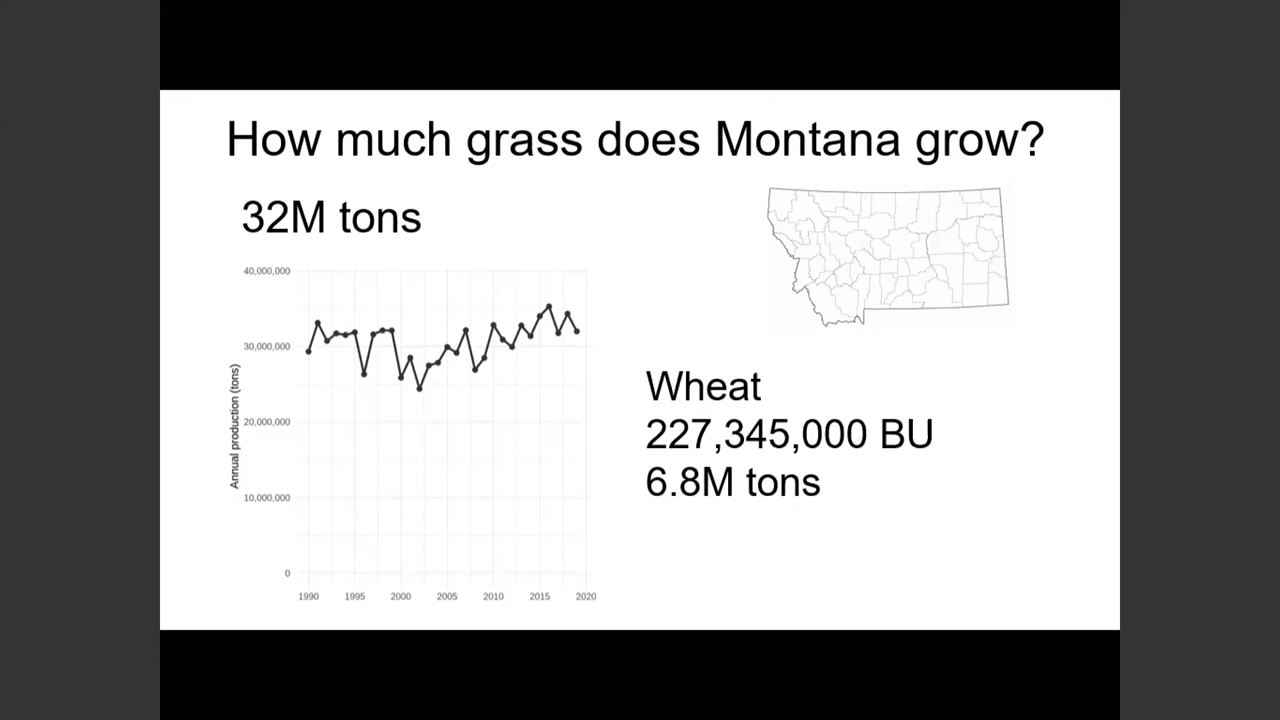 How much grass does Montana grow?
32M tons
40,000,000
30,000,000
20,000,000
10,000,000
0
Annual production (tons)
1990 1995 2000 2005 2010 2015 2020
Wheat
227,345,000 BU
6.8M tons